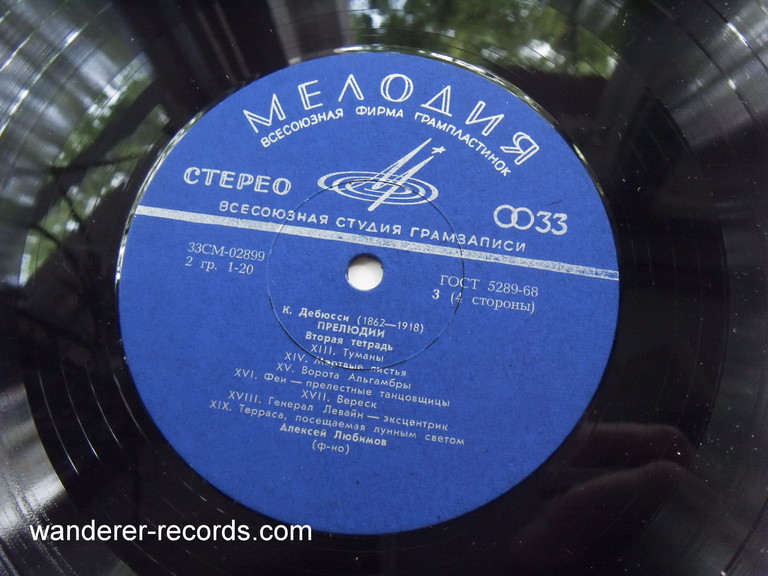 МЕЛОДИЯ
ВСЕСОЮЗНАЯ ФИРМА ГРАМПЛАСТИНОК
СТЕРЕО
33
ВСЕСОЮЗНАЯ СТУДИЯ ГРАМЗАПИСИ
33СМ-02899
2 гр. 1-20
ГОСТ 5289-68
3 (4 стороны)
К. Дебюсси (1862—1918)
ПРЕЛЮДИИ
Вторая тетрадь
XIII. Туманы
XIV. Мертвые листья
XV. Ворота Альгамбры
XVI. Феи — прелестные танцовщицы
XVII. Вереск
XVIII. Генерал Левайн — эксцентрик
XIX. Терраса, посещаемая лунным светом
Алексей Любимов
(ф-но)
wanderer-records.com